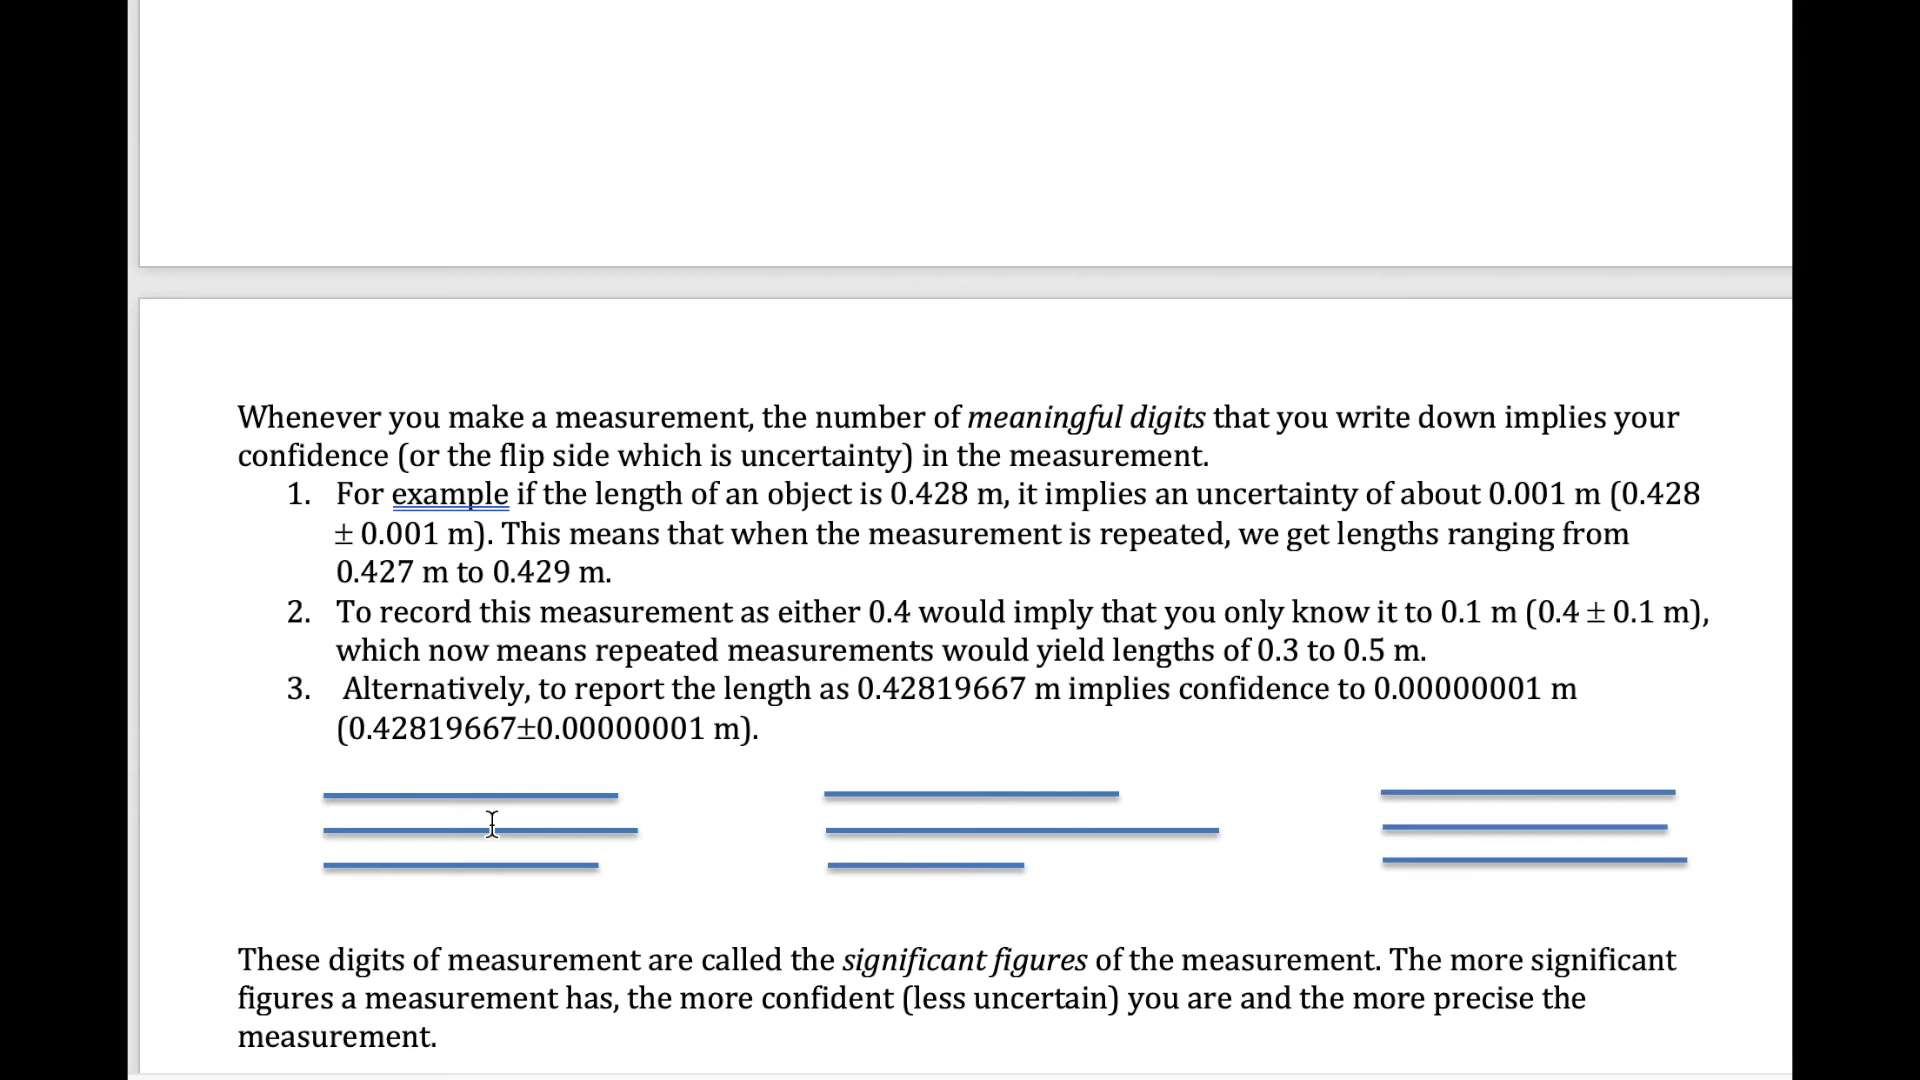 Whenever you make a measurement, the number of meaningful digits that you write down implies your
confidence (or the flip side which is uncertainty) in the measurement.
1. For example if the length of an object is 0.428 m, it implies an uncertainty of about 0.001 m (0.428
± 0.001 m). This means that when the measurement is repeated, we get lengths ranging from
0.427 m to 0.429 m.
2. To record this measurement as either 0.4 would imply that you only know it to 0.1 m (0.4 ± 0.1 m),
which now means repeated measurements would yield lengths of 0.3 to 0.5 m.
3. Alternatively, to report the length as 0.42819667 m implies confidence to 0.00000001 m
(0.42819667±0.00000001 m).
These digits of measurement are called the significant figures of the measurement. The more significant
figures a measurement has, the more confident (less uncertain) you are and the more precise the
measurement.